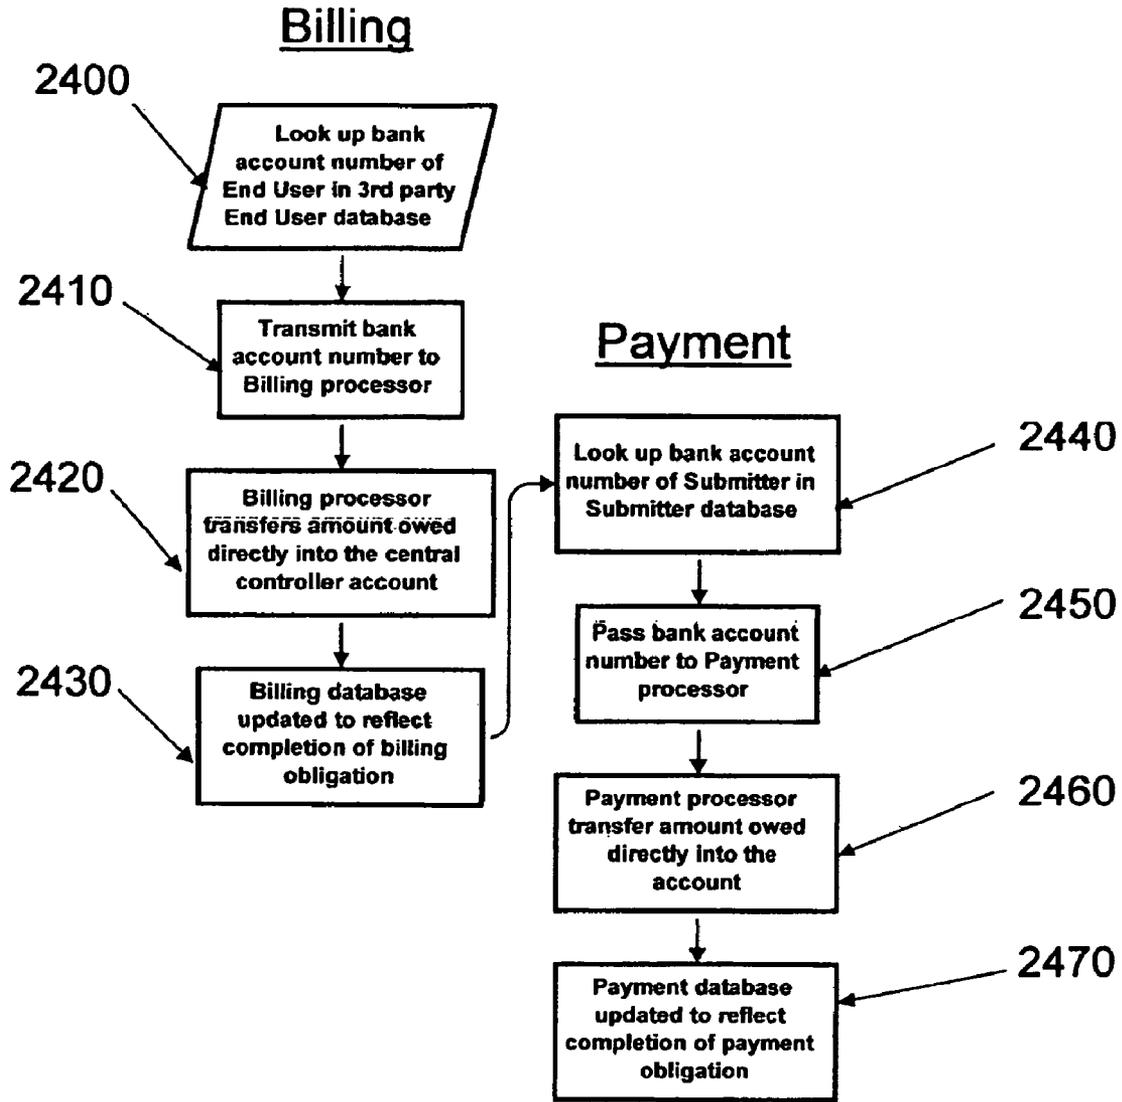 Billing
2400
Look up bank
account number of
End User in 3rd party
End User database
2410
Transmit bank
account number to
Billing processor
2420
Billing processor
transfers amount owed
directly into the central
controller account
2430
Billing database
updated to reflect
completion of billing
obligation
Payment
2440
Look up bank account
number of Submitter in
Submitter database
2450
Pass bank account
number to Payment
processor
2460
Payment processor
transfer amount owed
directly into the
account
2470
Payment database
updated to reflect
completion of payment
obligation